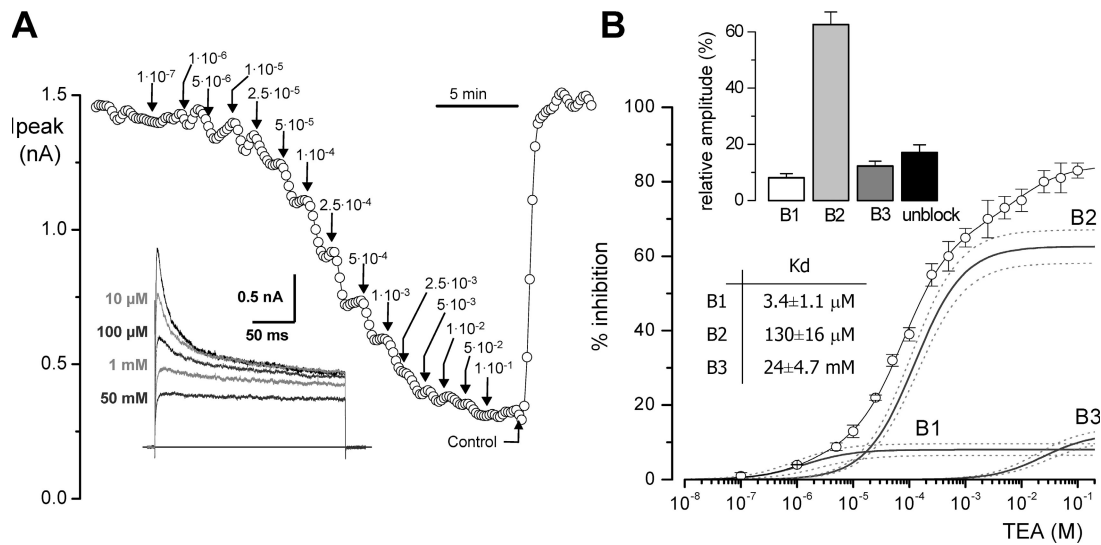 A
1·10-7
1·10-6
5·10-6
1·10-5
2.5·10-5
5·10-5
1·10-4
2.5·10-4
5·10-4
1·10-3
2.5·10-3
5·10-3
1·10-2
5·10-2
1·10-1
Control
5 min
1.5
Ipeak
(nA)
1.0
0.5
0.0
10 µM
100 µM
1 mM
50 mM
0.5 nA
50 ms
B
relative amplitude (%)
60
40
20
0
B1
B2
B3
unblock
Kd
B1 3.4±1.1 µM
B2 130±16 µM
B3 24±4.7 mM
% inhibition
100
80
60
40
20
0
B2
B1
B3
10-8
10-7
10-6
10-5
10-4
10-3
10-2
10-1
TEA (M)